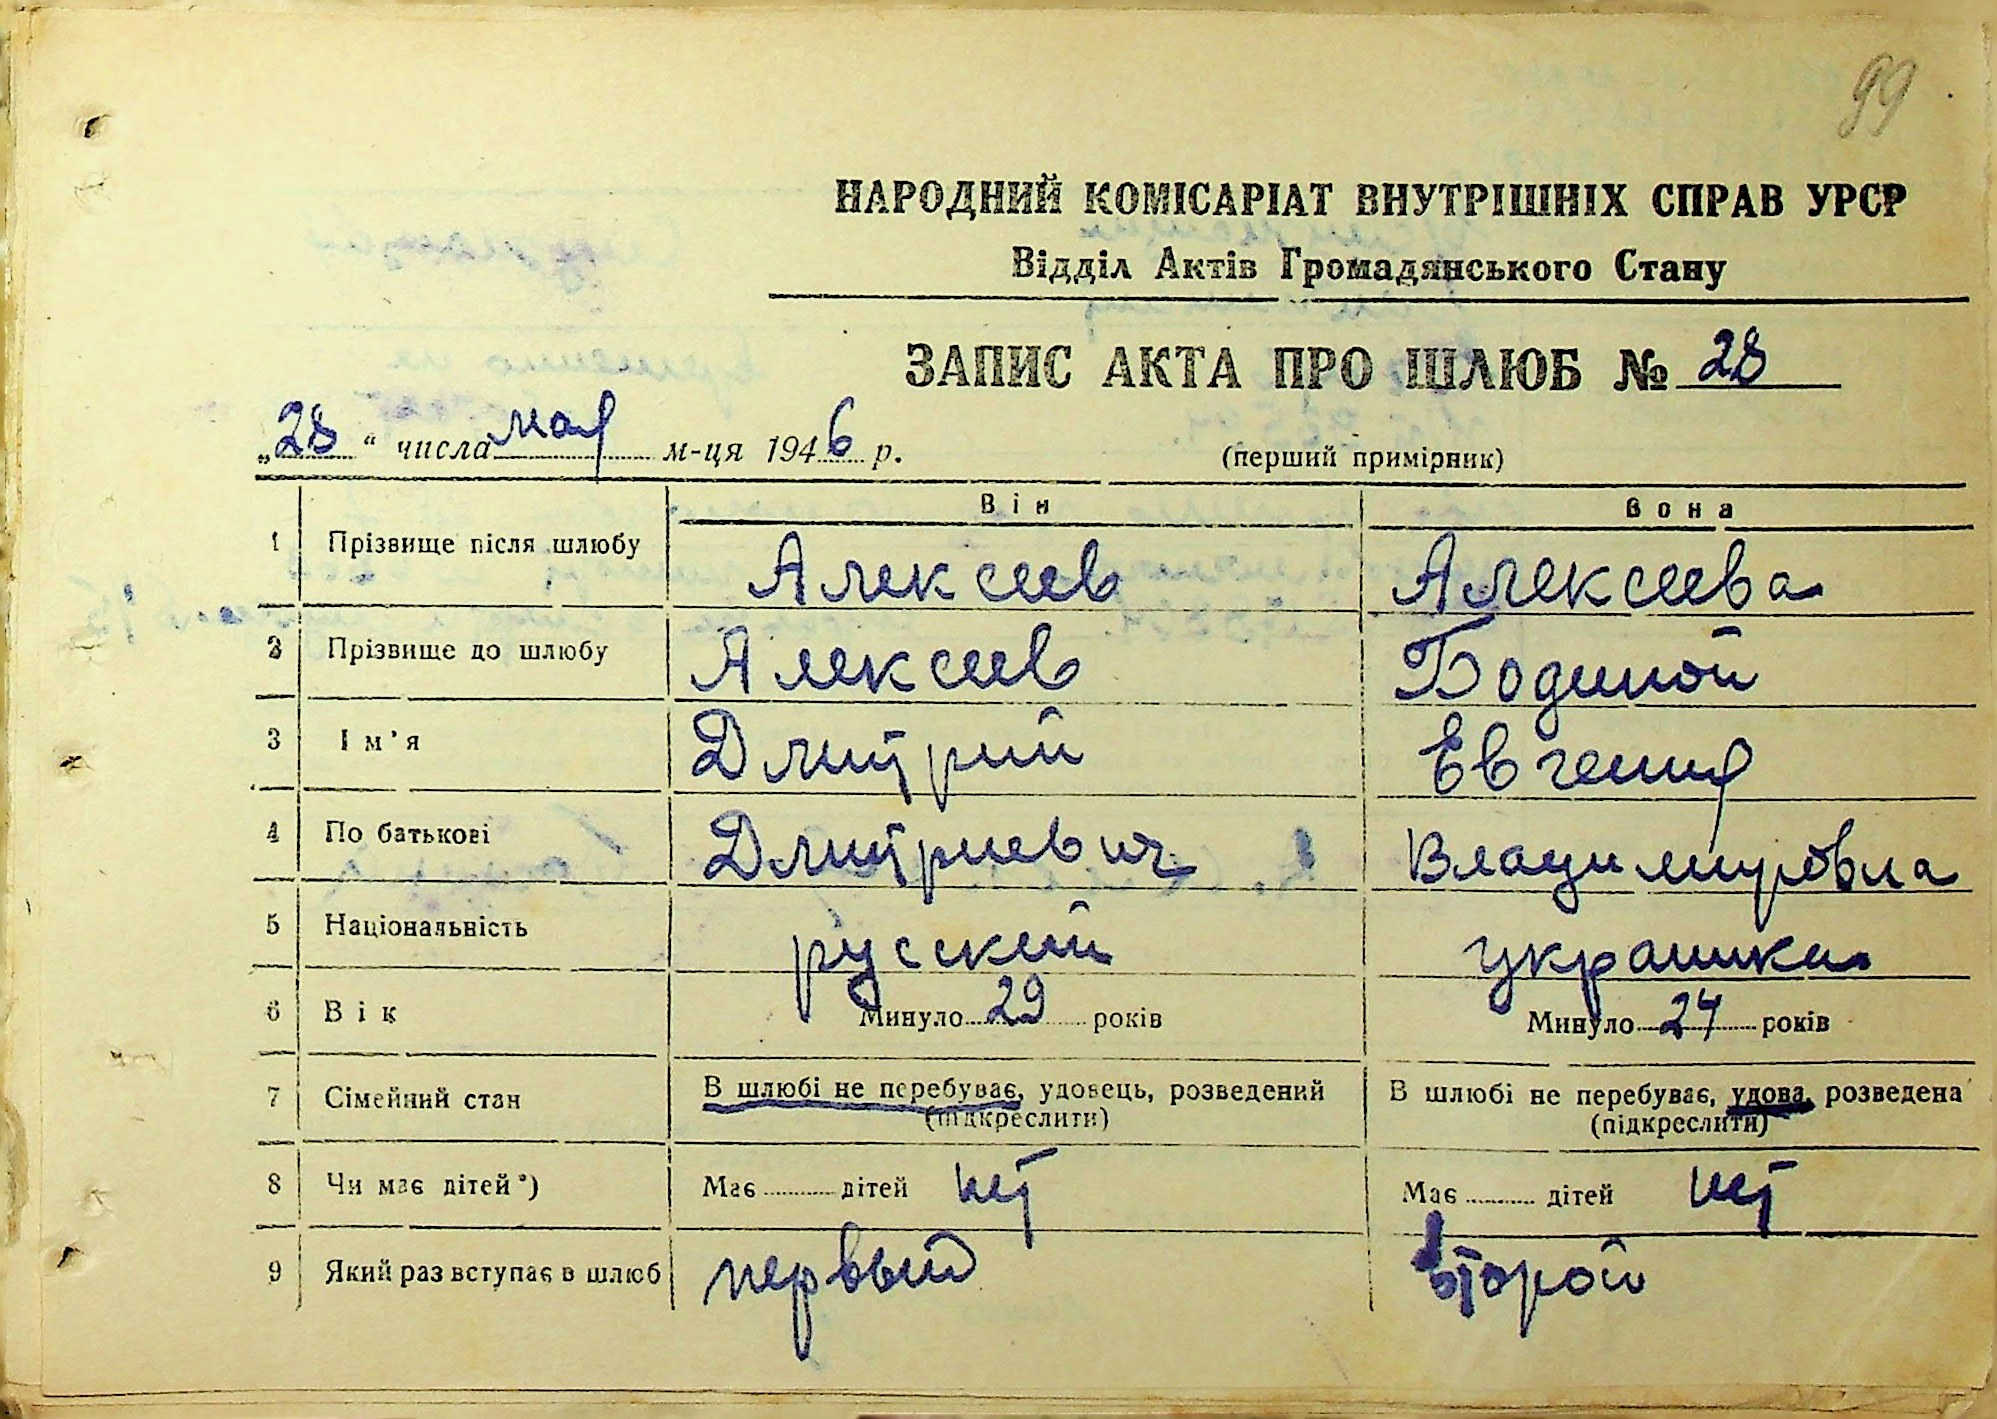 99
НАРОДНИЙ КОМІСАРІАТ ВНУТРІШНІХ СПРАВ УРСР
Відділ Актів Громадянського Стану
ЗАПИС АКТА ПРО ШЛЮБ № 28
„28“ числа мая м-ця 1946 р. (перший примірник)
Він Вона
1 Прізвище після шлюбу Алексеев Алексеева
2 Прізвище до шлюбу Алексеев Бодиной
3 Ім'я Дмитрий Евгения
4 По батькові Дмитриевич Владимировна
5 Національність русский украинка
6 Вік Минуло 29 років Минуло 24 років
7 Сімейний стан В шлюбі не перебуває, удовець, розведений В шлюбі не перебуває, удова, розведена
(підкреслити) (підкреслити)
8 Чи має дітей*) Має ........ дітей нет Має ........ дітей нет
9 Який раз вступає в шлюб первый второй